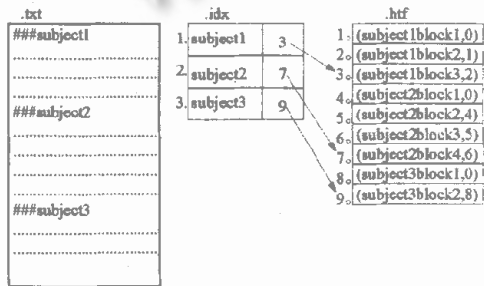 .txt
###subject1
###subject2
###subject3
.idx
1. subject1 3
2. subject2 7
3. subject3 9
.htf
1. (subject1block1,0)
2. (subject1block2,1)
3. (subject1block3,2)
4. (subject2block1,0)
5. (subject2block2,4)
6. (subject2block3,5)
7. (subject2block4,6)
8. (subject3block1,0)
9. (subject3block2,8)